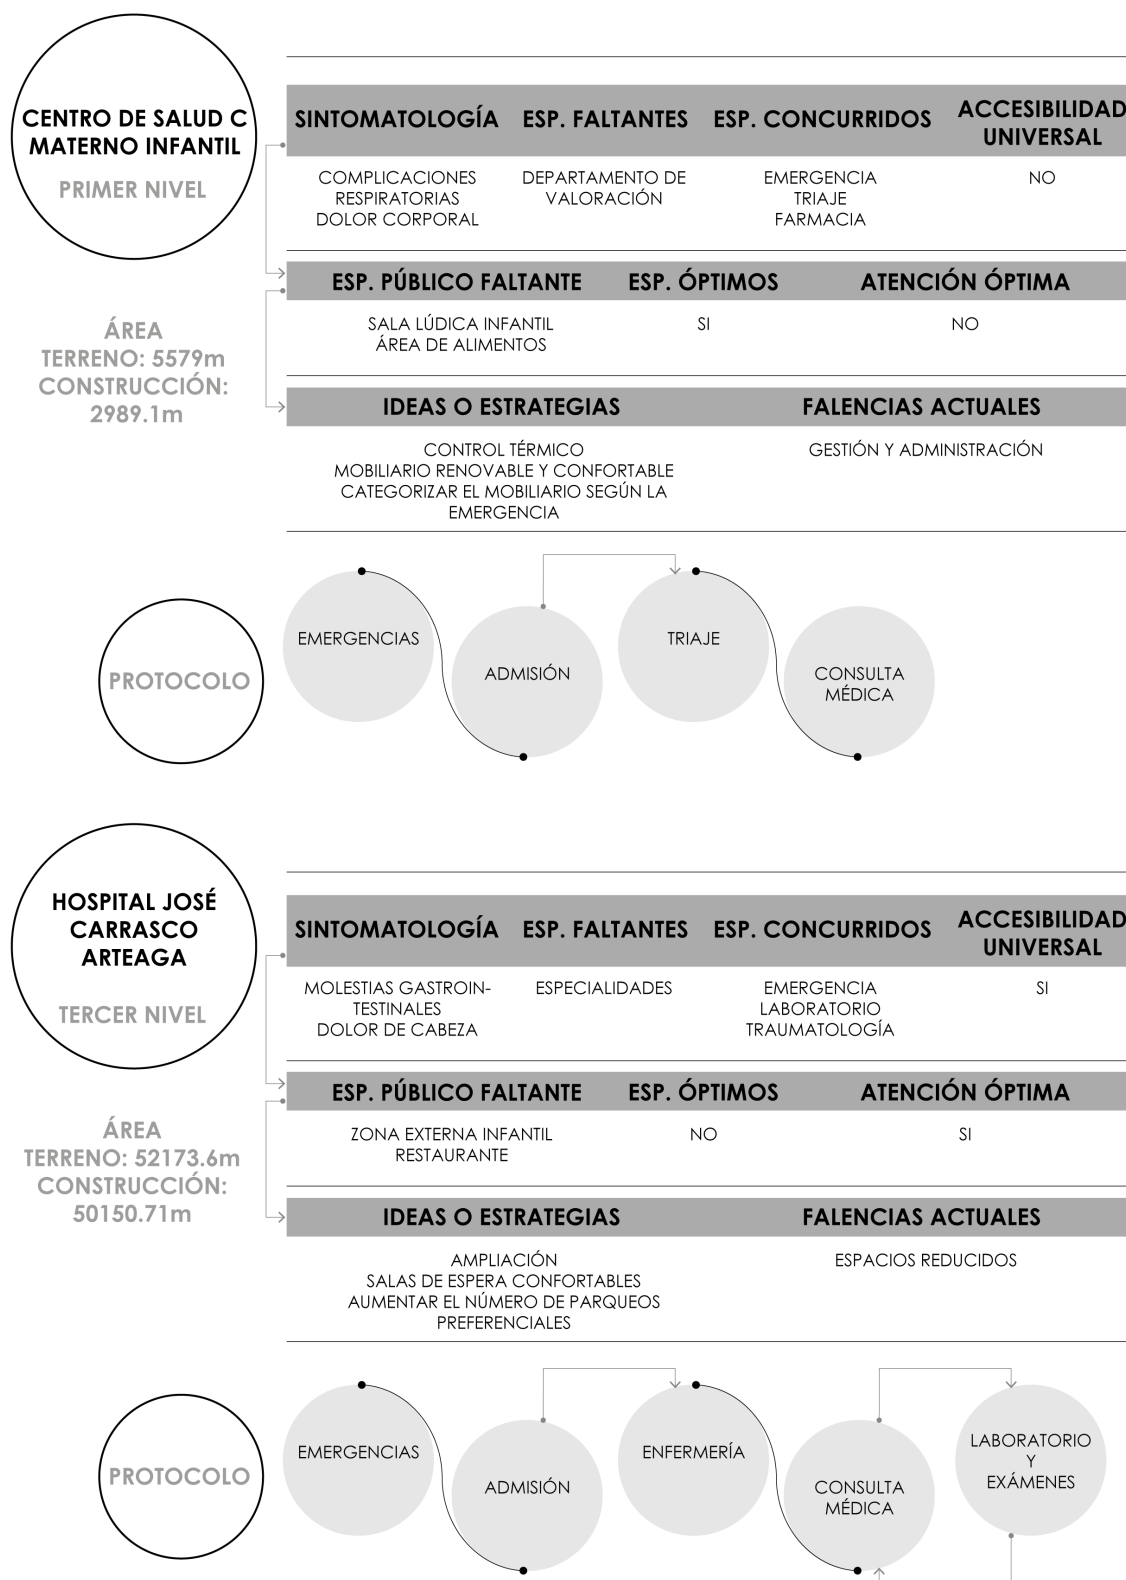 CENTRO DE SALUD C
MATERNO INFANTIL
PRIMER NIVEL
ÁREA
TERRENO: 5579m
CONSTRUCCIÓN:
2989.1m
SINTOMATOLOGÍA ESP. FALTANTES ESP. CONCURRIDOS ACCESIBILIDAD
UNIVERSAL
COMPLICACIONES DEPARTAMENTO DE EMERGENCIA NO
RESPIRATORIAS VALORACIÓN TRIAJE
DOLOR CORPORAL FARMACIA
ESP. PÚBLICO FALTANTE ESP. ÓPTIMOS ATENCIÓN ÓPTIMA
SALA LÚDICA INFANTIL SI NO
ÁREA DE ALIMENTOS
IDEAS O ESTRATEGIAS FALENCIAS ACTUALES
CONTROL TÉRMICO GESTIÓN Y ADMINISTRACIÓN
MOBILIARIO RENOVABLE Y CONFORTABLE
CATEGORIZAR EL MOBILIARIO SEGÚN LA
EMERGENCIA
PROTOCOLO
EMERGENCIAS
ADMISIÓN
TRIAJE
CONSULTA
MÉDICA
HOSPITAL JOSÉ
CARRASCO
ARTEAGA
TERCER NIVEL
ÁREA
TERRENO: 52173.6m
CONSTRUCCIÓN:
50150.71m
SINTOMATOLOGÍA ESP. FALTANTES ESP. CONCURRIDOS ACCESIBILIDAD
UNIVERSAL
MOLESTIAS GASTROIN- ESPECIALIDADES EMERGENCIA SI
TESTINALES LABORATORIO
DOLOR DE CABEZA TRAUMATOLOGÍA
ESP. PÚBLICO FALTANTE ESP. ÓPTIMOS ATENCIÓN ÓPTIMA
ZONA EXTERNA INFANTIL NO SI
RESTAURANTE
IDEAS O ESTRATEGIAS FALENCIAS ACTUALES
AMPLIACIÓN ESPACIOS REDUCIDOS
SALAS DE ESPERA CONFORTABLES
AUMENTAR EL NÚMERO DE PARQUEOS
PREFERENCIALES
PROTOCOLO
EMERGENCIAS
ADMISIÓN
ENFERMERÍA
CONSULTA
MÉDICA
LABORATORIO
Y
EXÁMENES